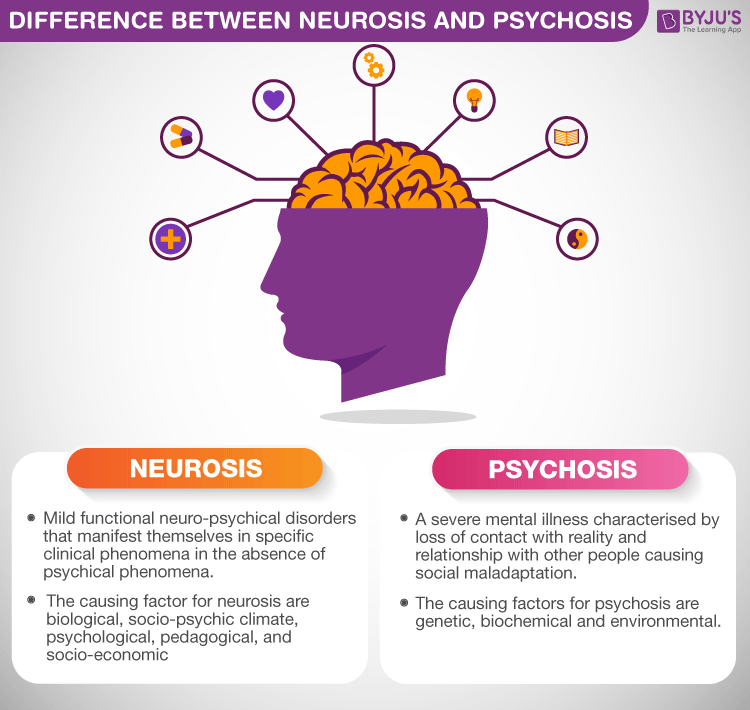 DIFFERENCE BETWEEN NEUROSIS AND PSYCHOSIS
BYJU'S
The Learning App
NEUROSIS
Mild functional neuro-psychical disorders
that manifest themselves in specific
clinical phenomena in the absence of
psychical phenomena.
The causing factor for neurosis are
biological, socio-psychic climate,
psychological, pedagogical, and
socio-economic
PSYCHOSIS
A severe mental illness characterised by
loss of contact with reality and
relationship with other people causing
social maladaptation.
The causing factors for psychosis are
genetic, biochemical and environmental.